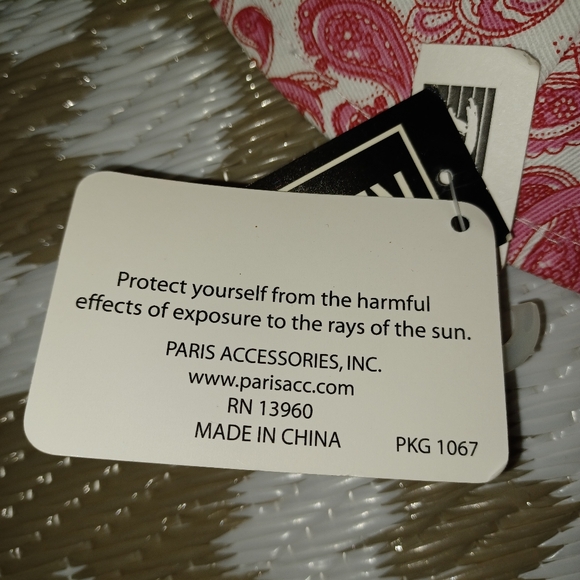 Protect yourself from the harmful
effects of exposure to the rays of the sun.
PARIS ACCESSORIES, INC.
www.parisacc.com
RN 13960
MADE IN CHINA
PKG 1067